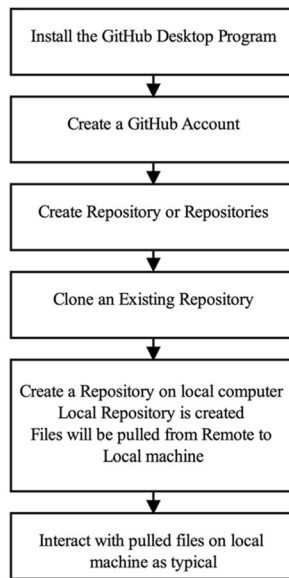 Install the GitHub Desktop Program
Create a GitHub Account
Create Repository or Repositories
Clone an Existing Repository
Create a Repository on local computer
Local Repository is created
Files will be pulled from Remote to
Local machine
Interact with pulled files on local
machine as typical